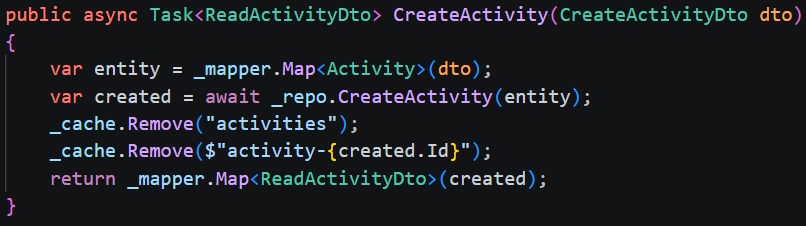 public async Task<ReadActivityDto> CreateActivity(CreateActivityDto dto)
{
    var entity = _mapper.Map<Activity>(dto);
    var created = await _repo.CreateActivity(entity);
    _cache.Remove("activities");
    _cache.Remove($"activity-{created.Id}");
    return _mapper.Map<ReadActivityDto>(created);
}